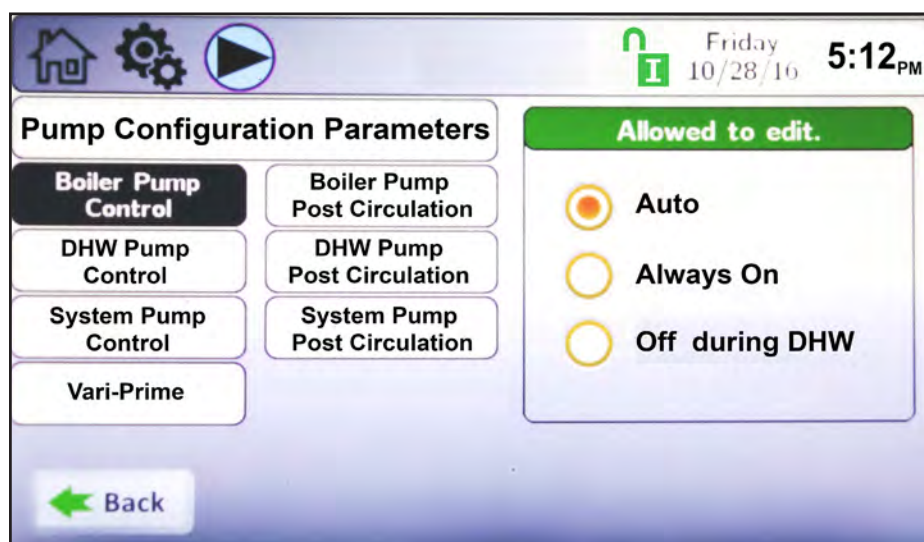 Friday
10/28/16
5:12PM
I
Pump Configuration Parameters
Boiler Pump
Control
Boiler Pump
Post Circulation
DHW Pump
Control
DHW Pump
Post Circulation
System Pump
Control
System Pump
Post Circulation
Vari-Prime
Allowed to edit.
Auto
Always On
Off during DHW
Back